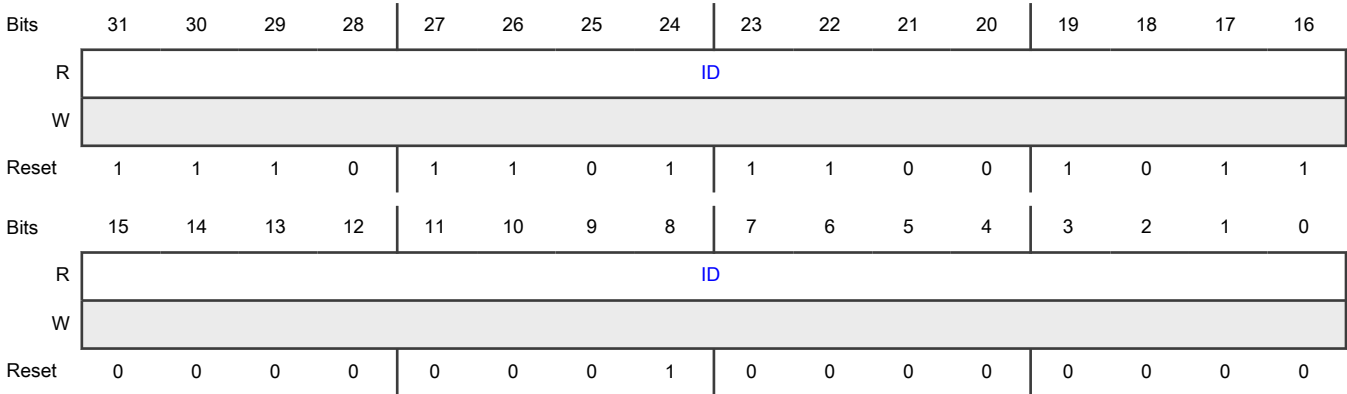 Bits 31 30 29 28 27 26 25 24 23 22 21 20 19 18 17 16
R ID
W
Reset 1 1 1 0 1 1 0 1 1 1 0 0 1 0 1 1
Bits 15 14 13 12 11 10 9 8 7 6 5 4 3 2 1 0
R ID
W
Reset 0 0 0 0 0 0 0 1 0 0 0 0 0 0 0 0